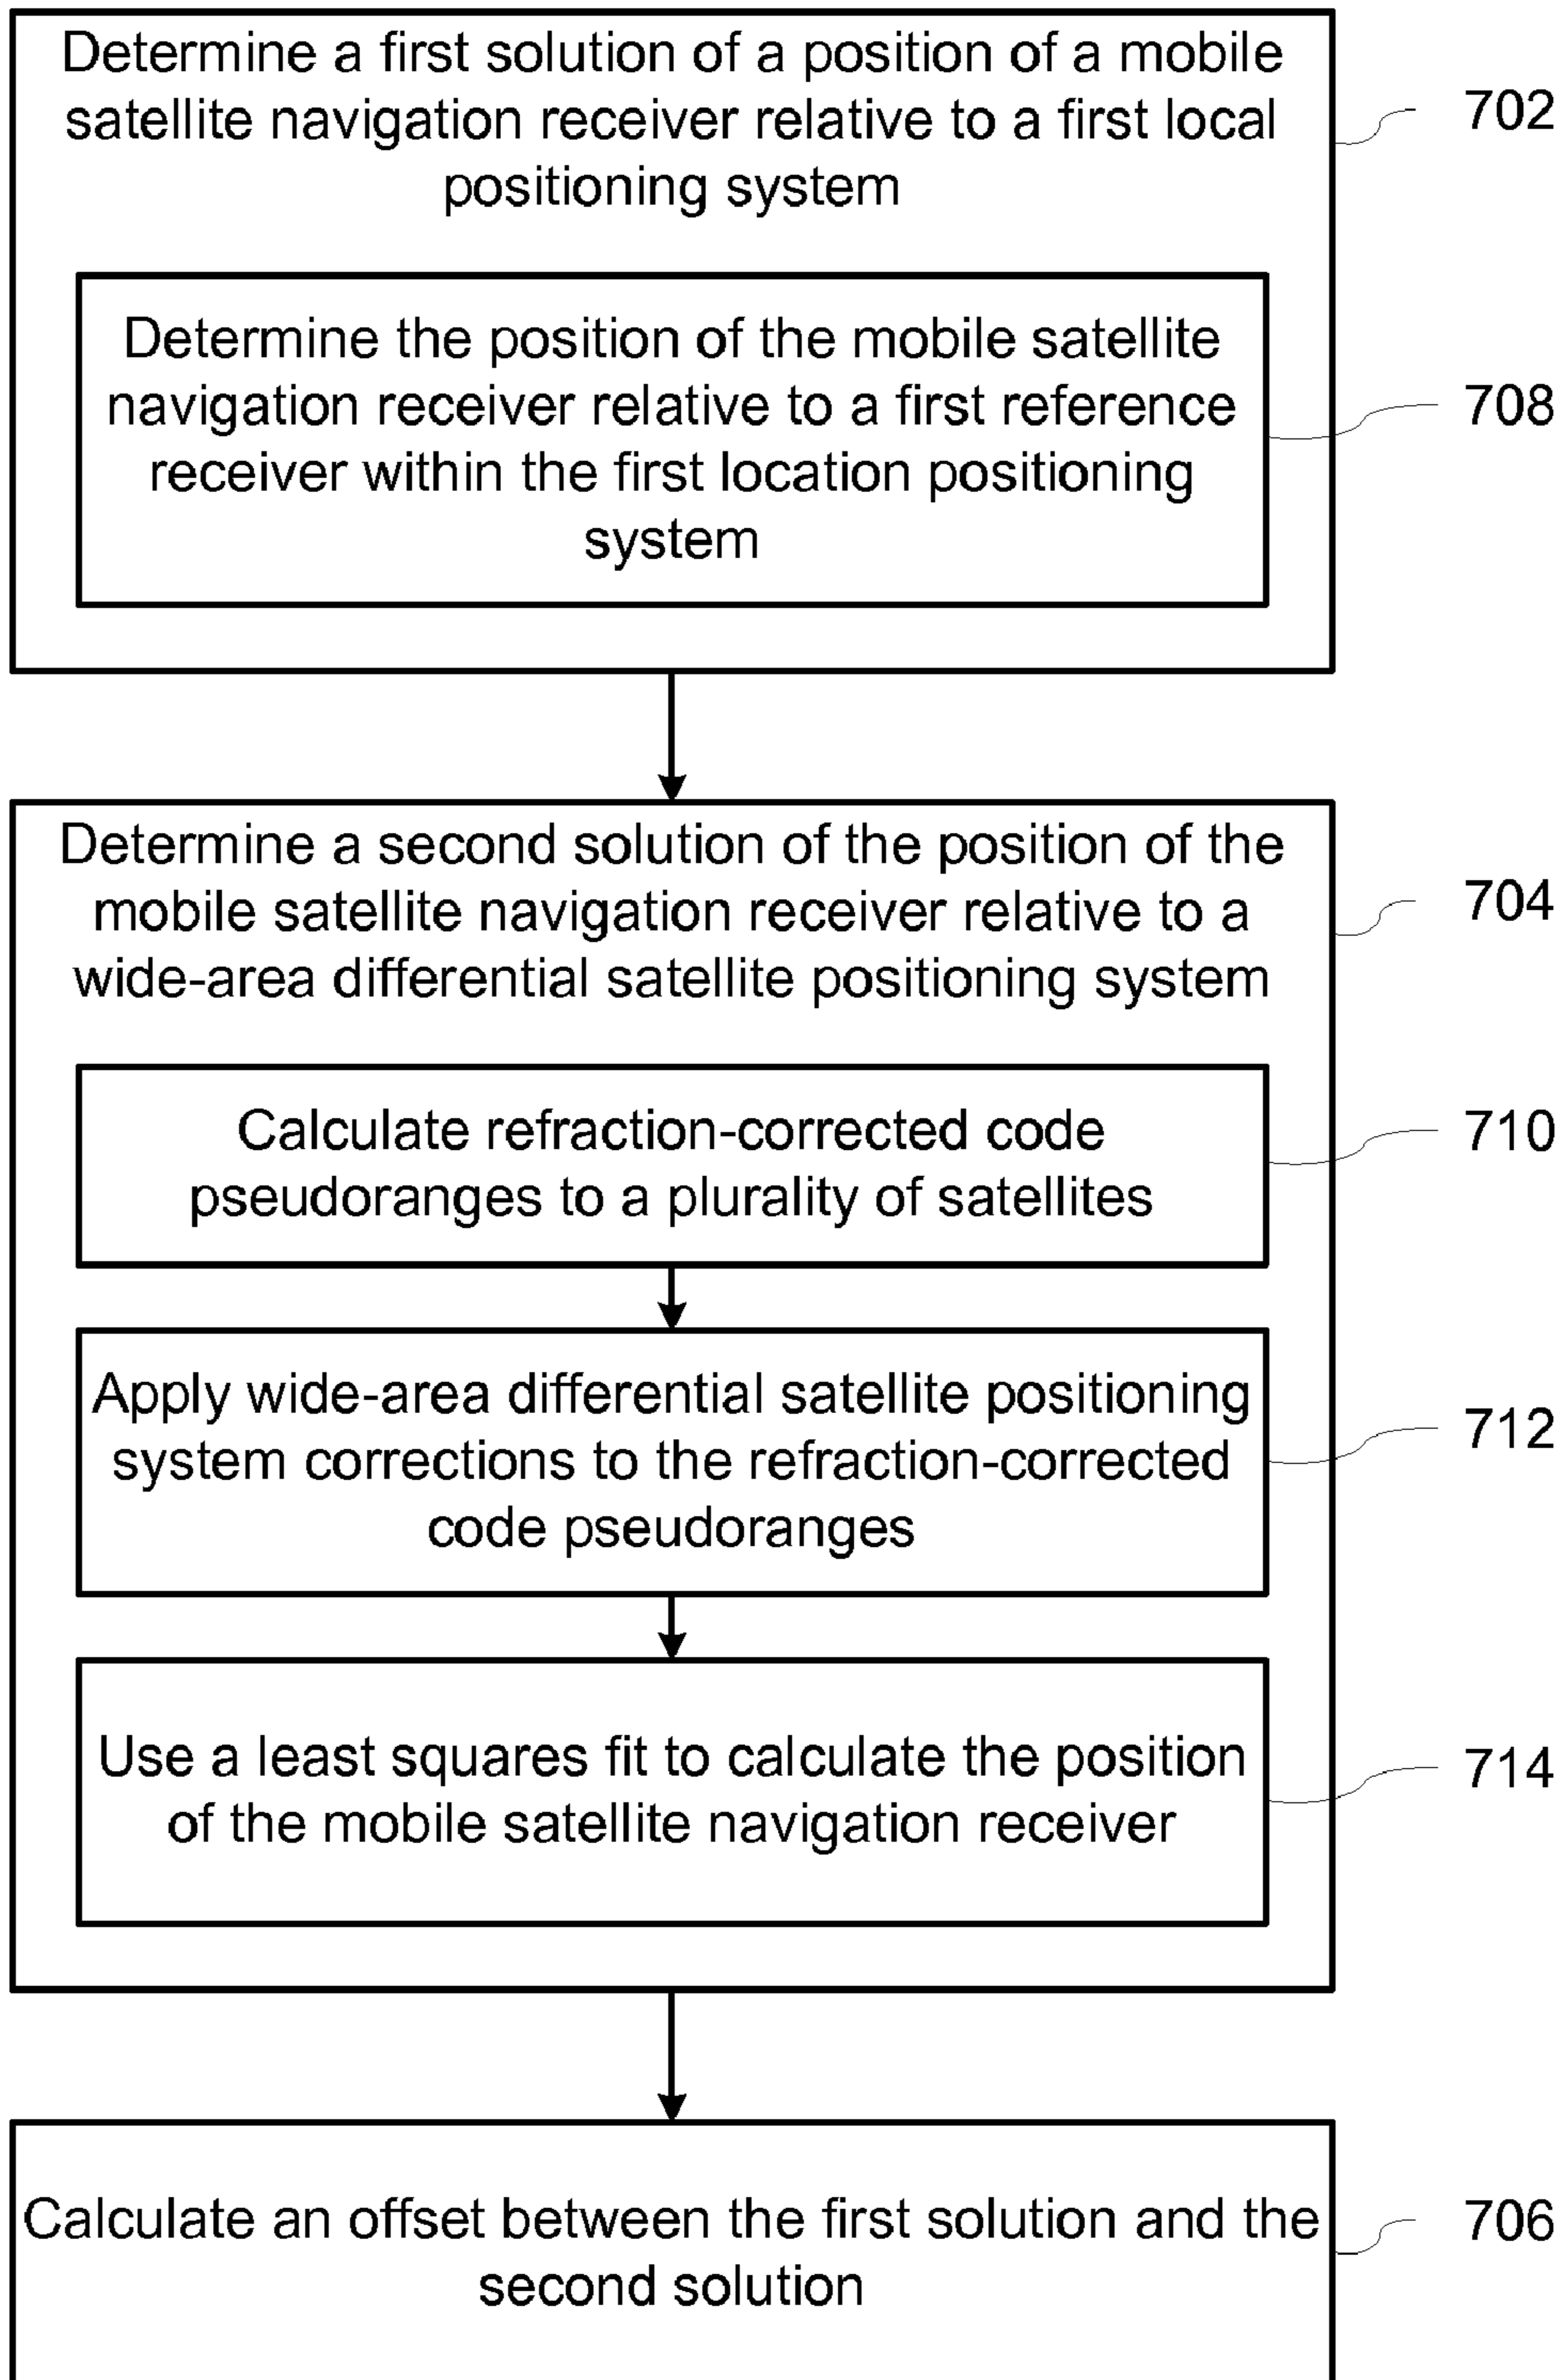 Determine a first solution of a position of a mobile
satellite navigation receiver relative to a first local
positioning system
702
Determine the position of the mobile satellite
navigation receiver relative to a first reference
receiver within the first location positioning
system
708
Determine a second solution of the position of the
mobile satellite navigation receiver relative to a
wide-area differential satellite positioning system
704
Calculate refraction-corrected code
pseudoranges to a plurality of satellites
710
Apply wide-area differential satellite positioning
system corrections to the refraction-corrected
code pseudoranges
712
Use a least squares fit to calculate the position
of the mobile satellite navigation receiver
714
Calculate an offset between the first solution and the
second solution
706